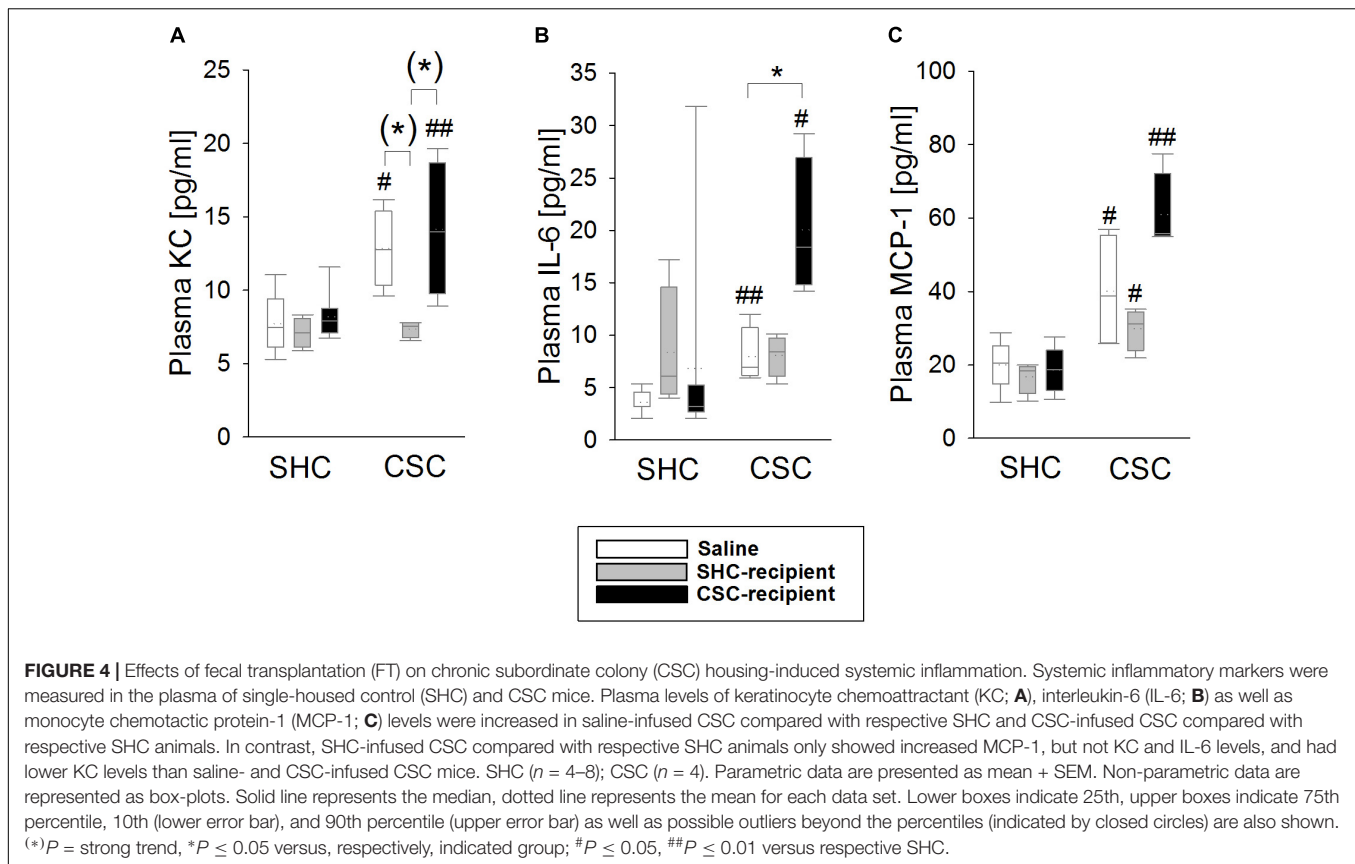 A
B
C
Plasma KC [pg/ml]
25
20
15
10
5
0
(*)
(*)
#
##
SHC
CSC
Plasma IL-6 [pg/ml]
35
30
25
20
15
10
5
0
*
##
#
SHC
CSC
Plasma MCP-1 [pg/ml]
100
80
60
40
20
0
#
#
##
SHC
CSC
Saline
SHC-recipient
CSC-recipient
FIGURE 4 | Effects of fecal transplantation (FT) on chronic subordinate colony (CSC) housing-induced systemic inflammation. Systemic inflammatory markers were
measured in the plasma of single-housed control (SHC) and CSC mice. Plasma levels of keratinocyte chemoattractant (KC; A), interleukin-6 (IL-6; B) as well as
monocyte chemotactic protein-1 (MCP-1; C) levels were increased in saline-infused CSC compared with respective SHC and CSC-infused CSC compared with
respective SHC animals. In contrast, SHC-infused CSC compared with respective SHC animals only showed increased MCP-1, but not KC and IL-6 levels, and had
lower KC levels than saline- and CSC-infused CSC mice. SHC (n = 4–8); CSC (n = 4). Parametric data are presented as mean + SEM. Non-parametric data are
represented as box-plots. Solid line represents the median, dotted line represents the mean for each data set. Lower boxes indicate 25th, upper boxes indicate 75th
percentile, 10th (lower error bar), and 90th percentile (upper error bar) as well as possible outliers beyond the percentiles (indicated by closed circles) are also shown.
(*)P = strong trend, *P ≤ 0.05 versus, respectively, indicated group; #P ≤ 0.05, ##P ≤ 0.01 versus respective SHC.